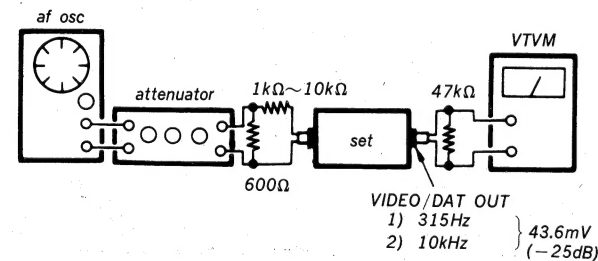 af osc
VTVM
attenuator
1kΩ~10kΩ
47kΩ
set
600Ω
VIDEO/DAT OUT
1) 315Hz
2) 10kHz
43.6mV
(-25dB)